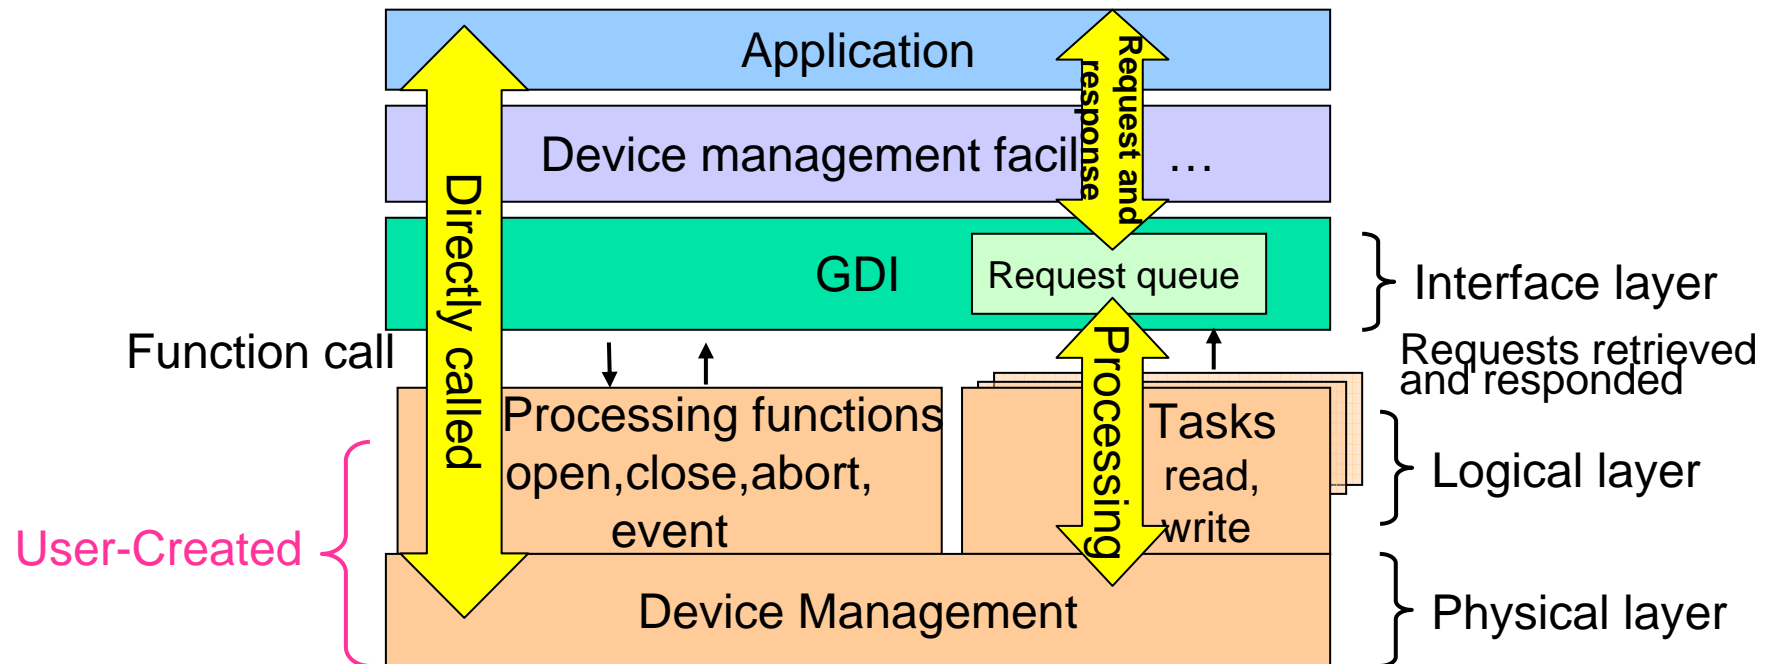 Application
Request and
response
Device management facil
…
Directly called
GDI
Request queue
Interface layer
Function call
Requests retrieved
and responded
Processing
Processing functions
open,close,abort,
event
Tasks
read,
write
Logical layer
User-Created
Device Management
Physical layer